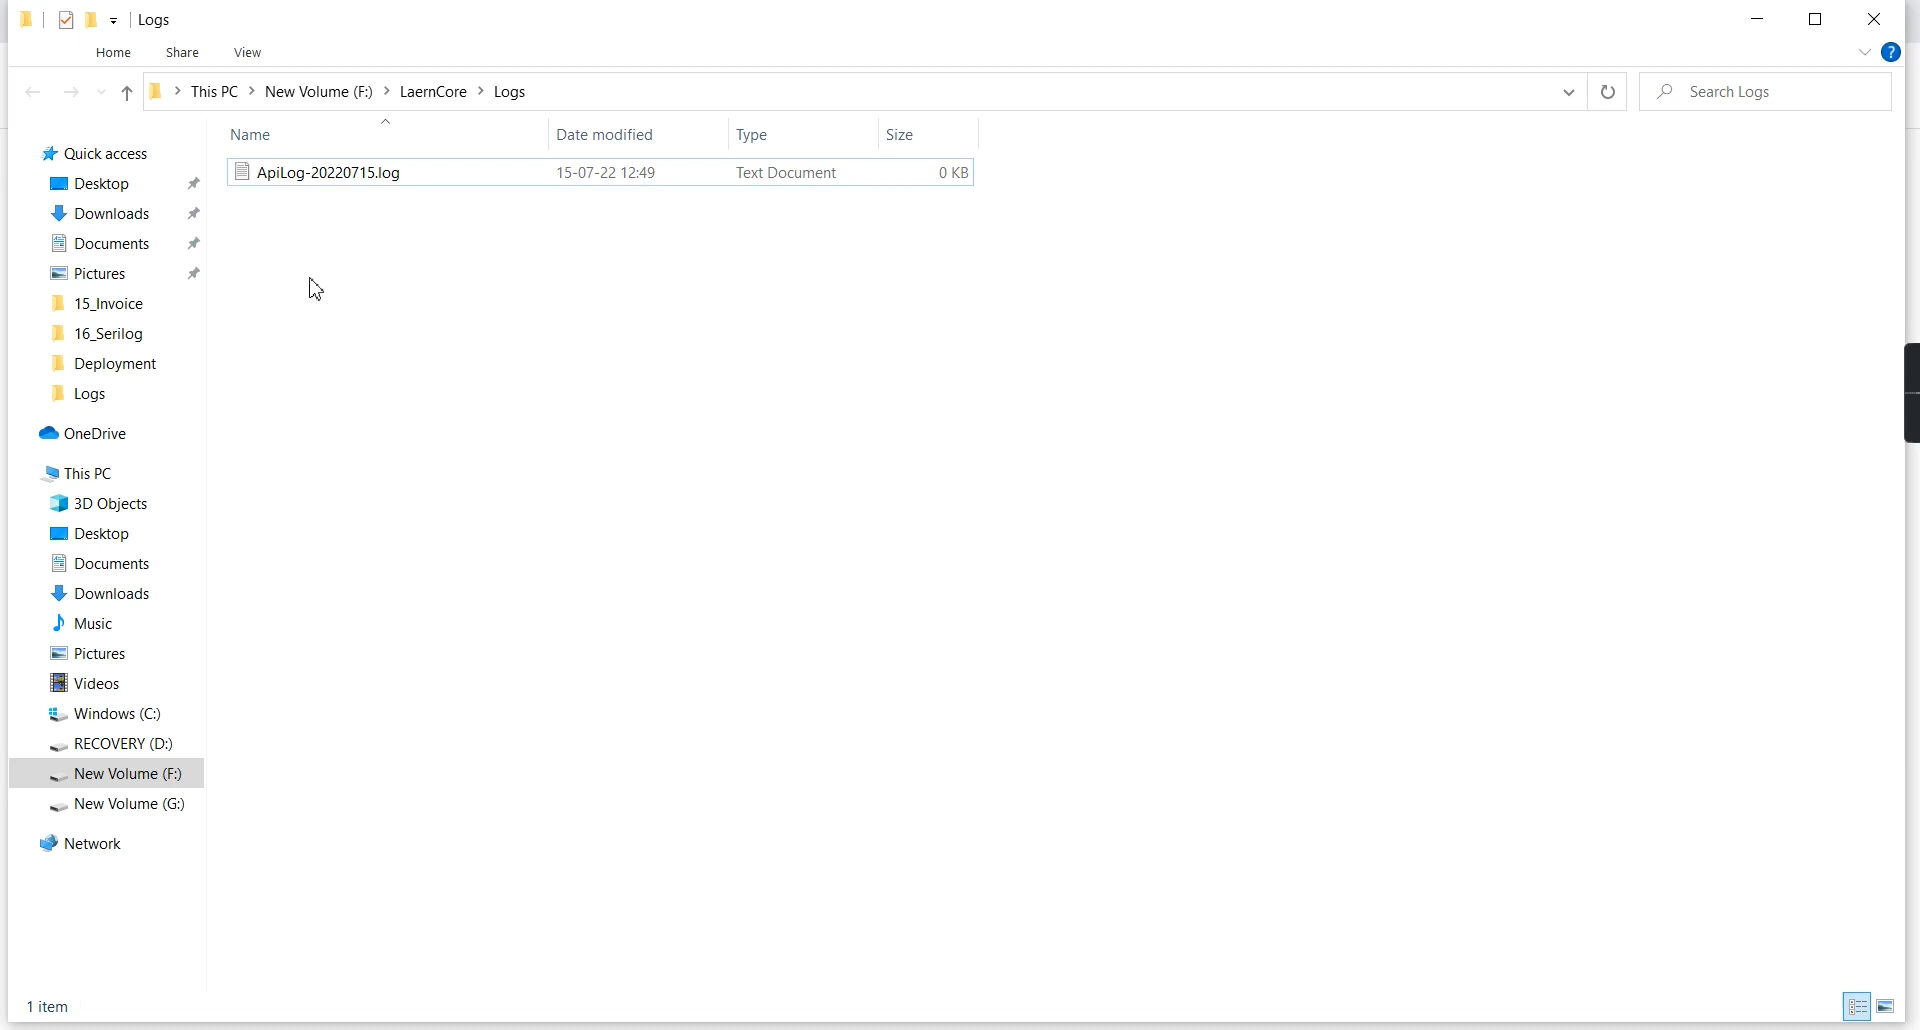 Logs
Home Share View
?
This PC > New Volume (F:) > LaernCore > Logs
Search Logs
Name Date modified Type Size
ApiLog-20220715.log 15-07-22 12:49 Text Document 0 KB
Quick access
Desktop
Downloads
Documents
Pictures
15_Invoice
16_Serilog
Deployment
Logs
OneDrive
This PC
3D Objects
Desktop
Documents
Downloads
Music
Pictures
Videos
Windows (C:)
RECOVERY (D:)
New Volume (F:)
New Volume (G:)
Network
1 item